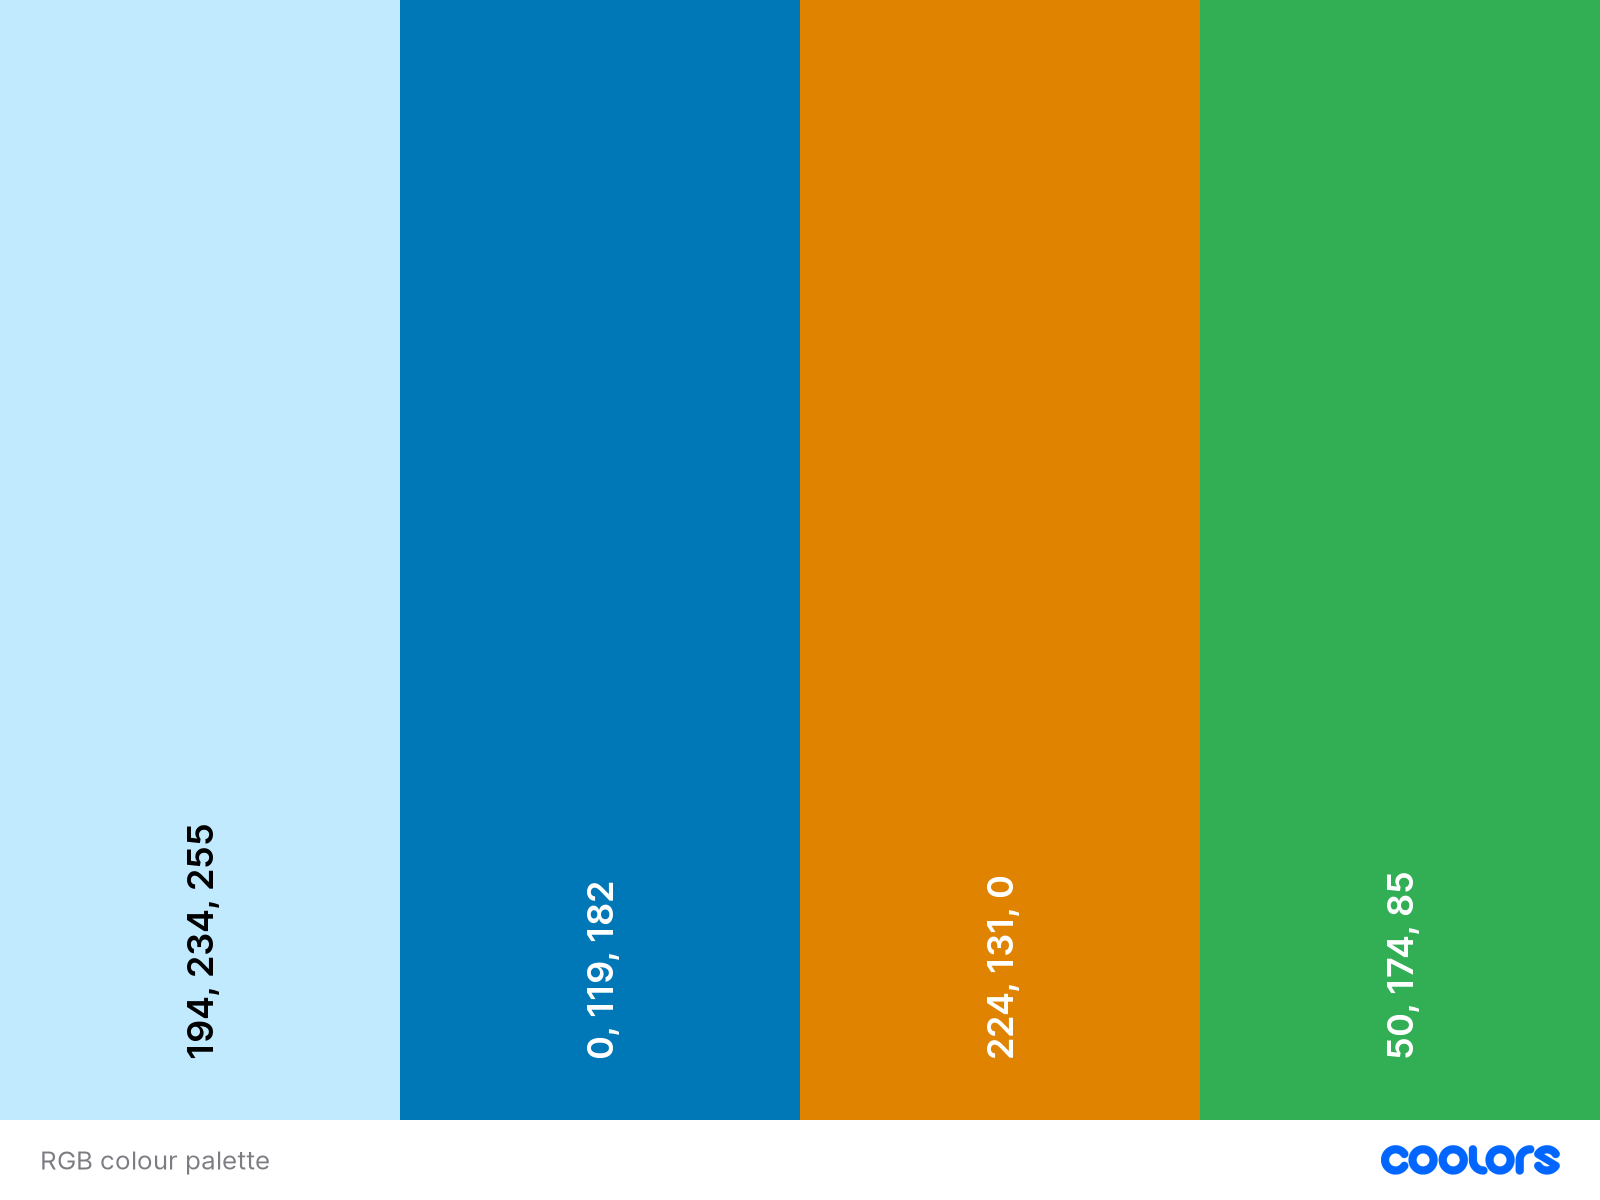 194, 234, 255
0, 119, 182
224, 131, 0
50, 174, 85
RGB colour palette
coolors